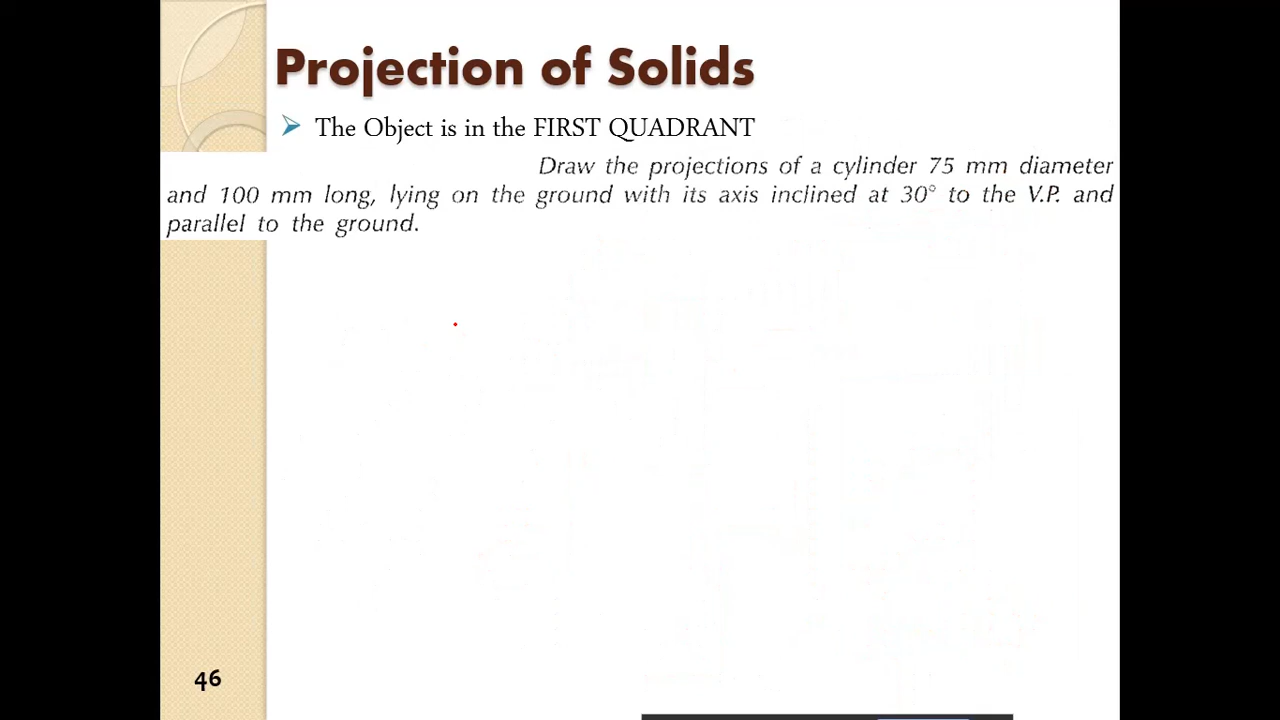 Projection of Solids
The Object is in the FIRST QUADRANT
Draw the projections of a cylinder 75 mm diameter
and 100 mm long, lying on the ground with its axis inclined at 30° to the V.P. and
parallel to the ground.
46